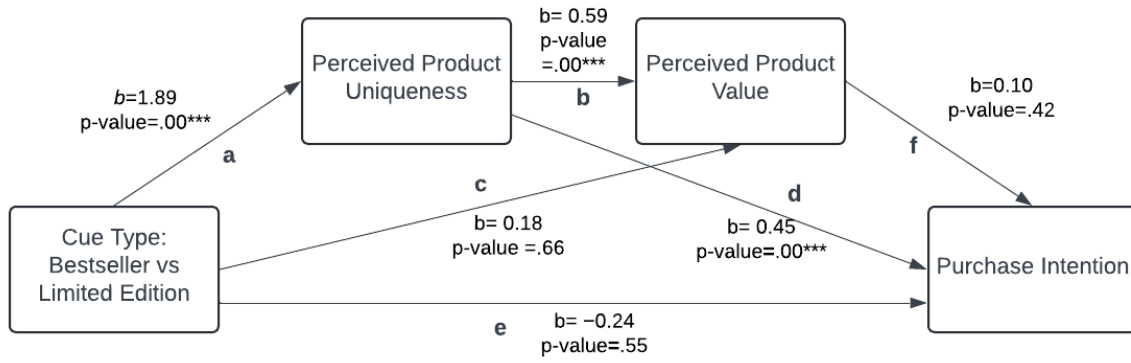 b= 0.59
p-value
=.00***
b
Perceived Product
Uniqueness
Perceived Product
Value
b=1.89
p-value=.00***
a
b=0.10
p-value=.42
f
c
b= 0.18
p-value =.66
d
b= 0.45
p-value=.00***
Cue Type:
Bestseller vs
Limited Edition
Purchase Intention
e
b= −0.24
p-value=.55